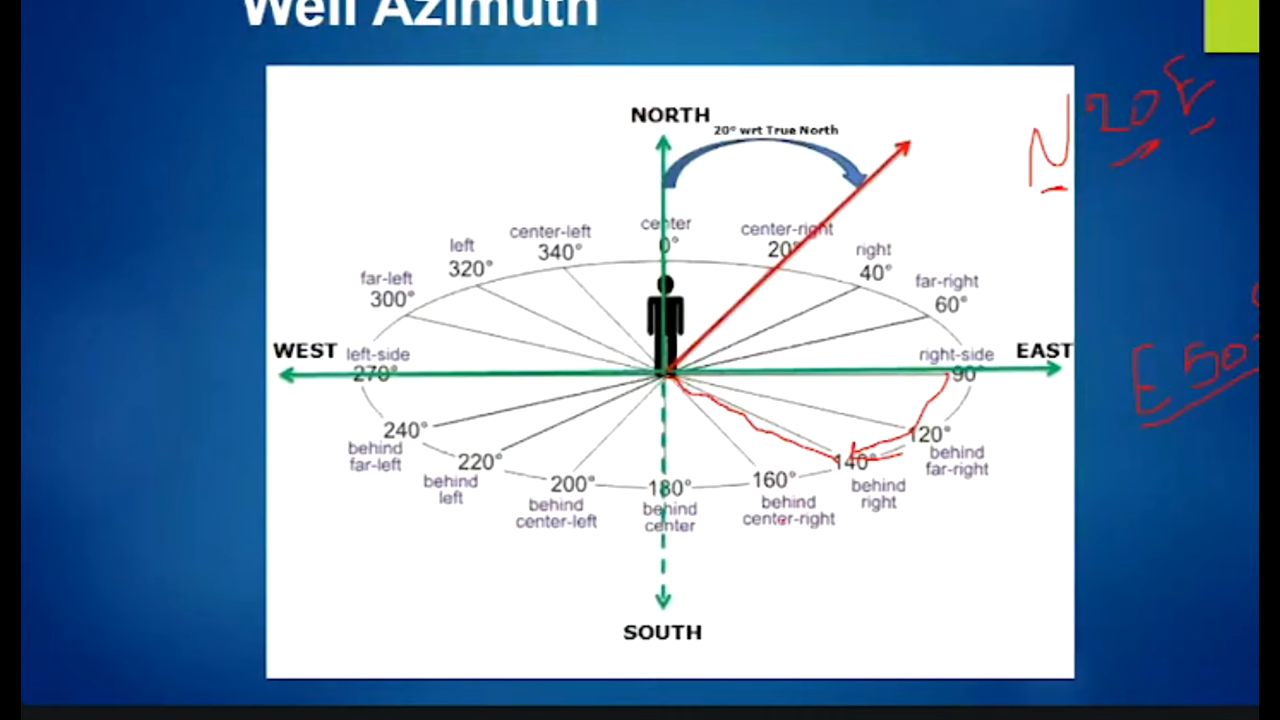 Well Azimuth
NORTH
20° wrt True North
N 20 E
center
0°
center-left
340°
center-right
20°
left
320°
right
40°
far-left
300°
far-right
60°
WEST
left-side
270°
right-side
90°
EAST
E 50
240°
behind
far-left
120°
behind
far-right
220°
behind
left
140°
behind
right
200°
behind
center-left
180°
behind
center
160°
behind
center-right
SOUTH